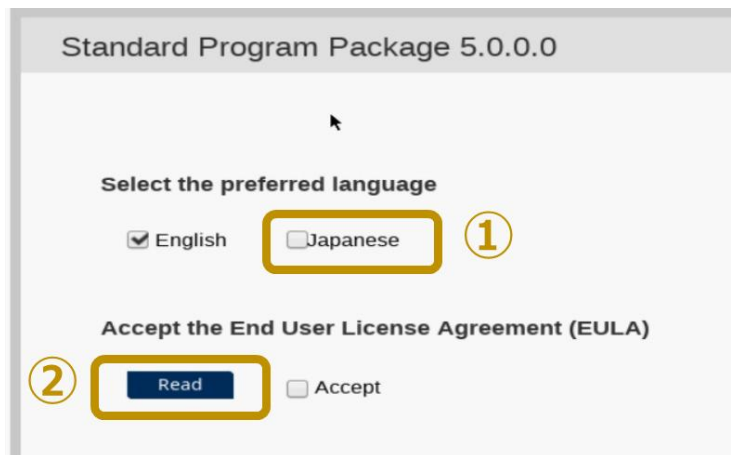 Standard Program Package 5.0.0.0
Select the preferred language
English Japanese ①
Accept the End User License Agreement (EULA)
② Read Accept